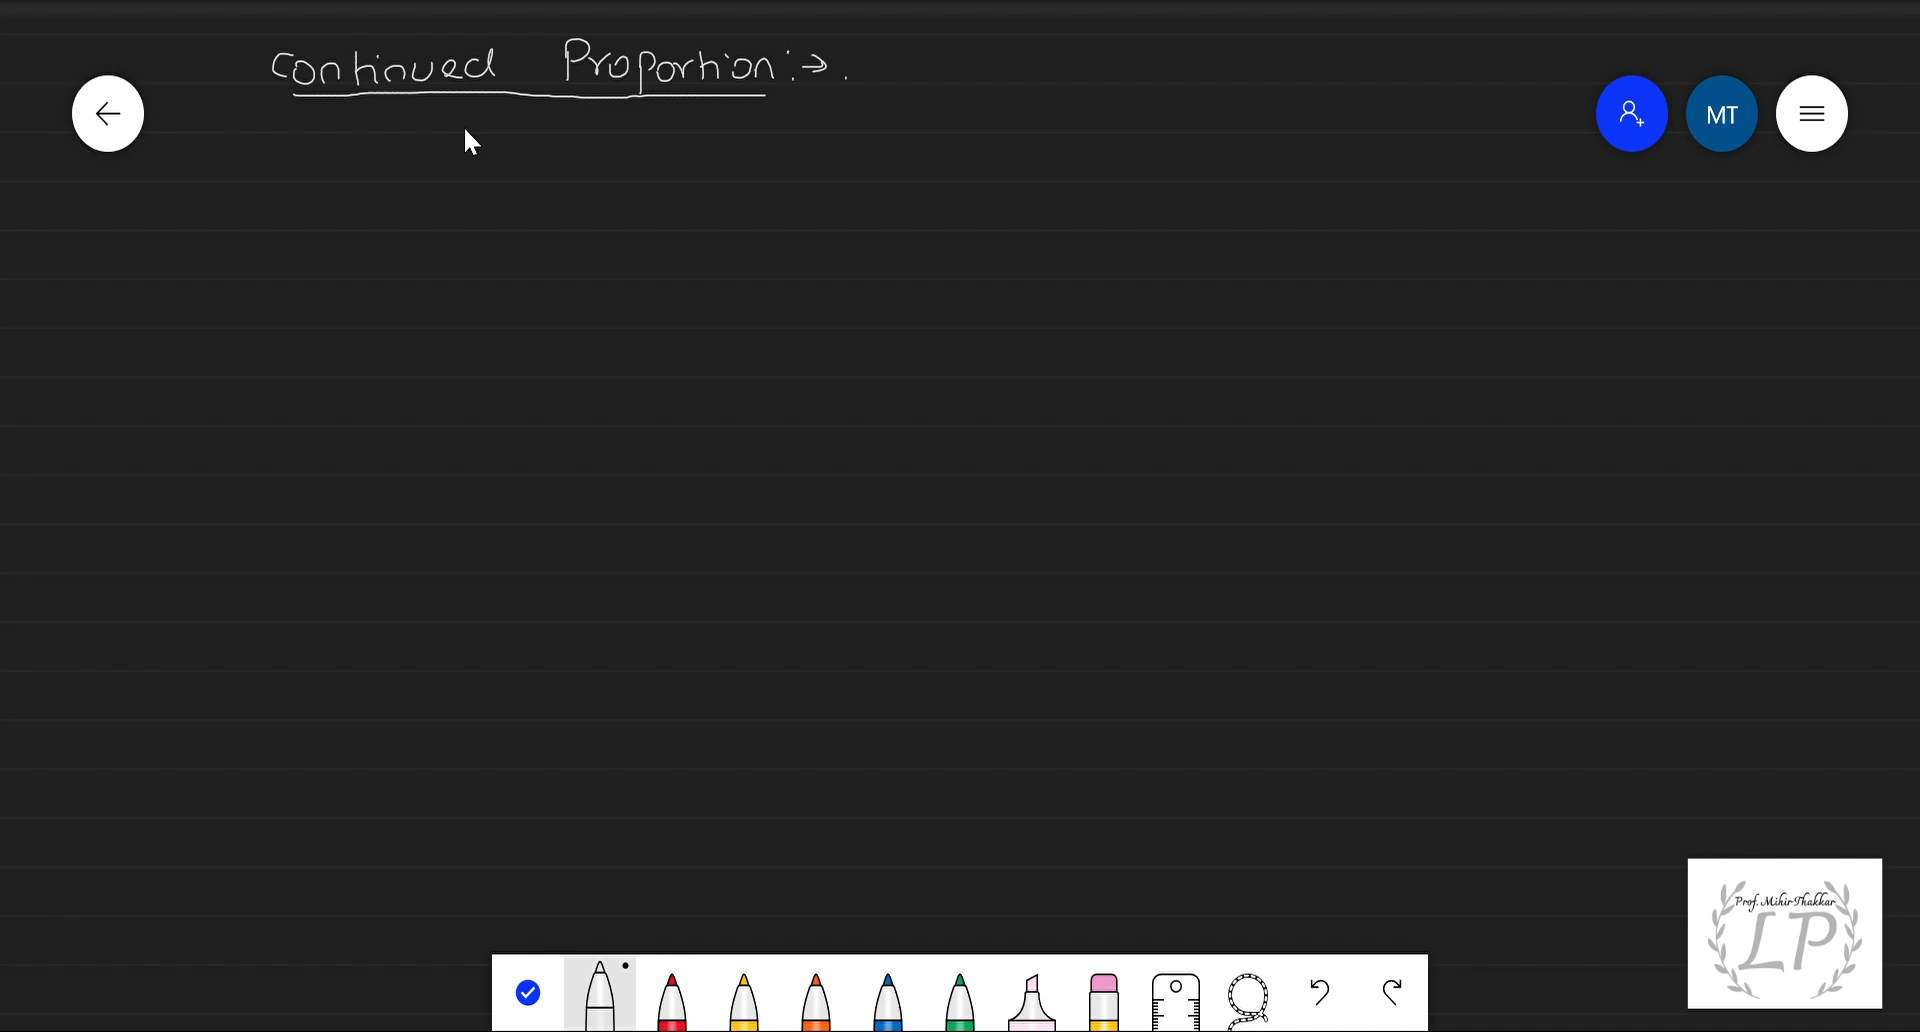 Continued Proportion :→ .
MT
Prof. Mihir Thakkar
LP